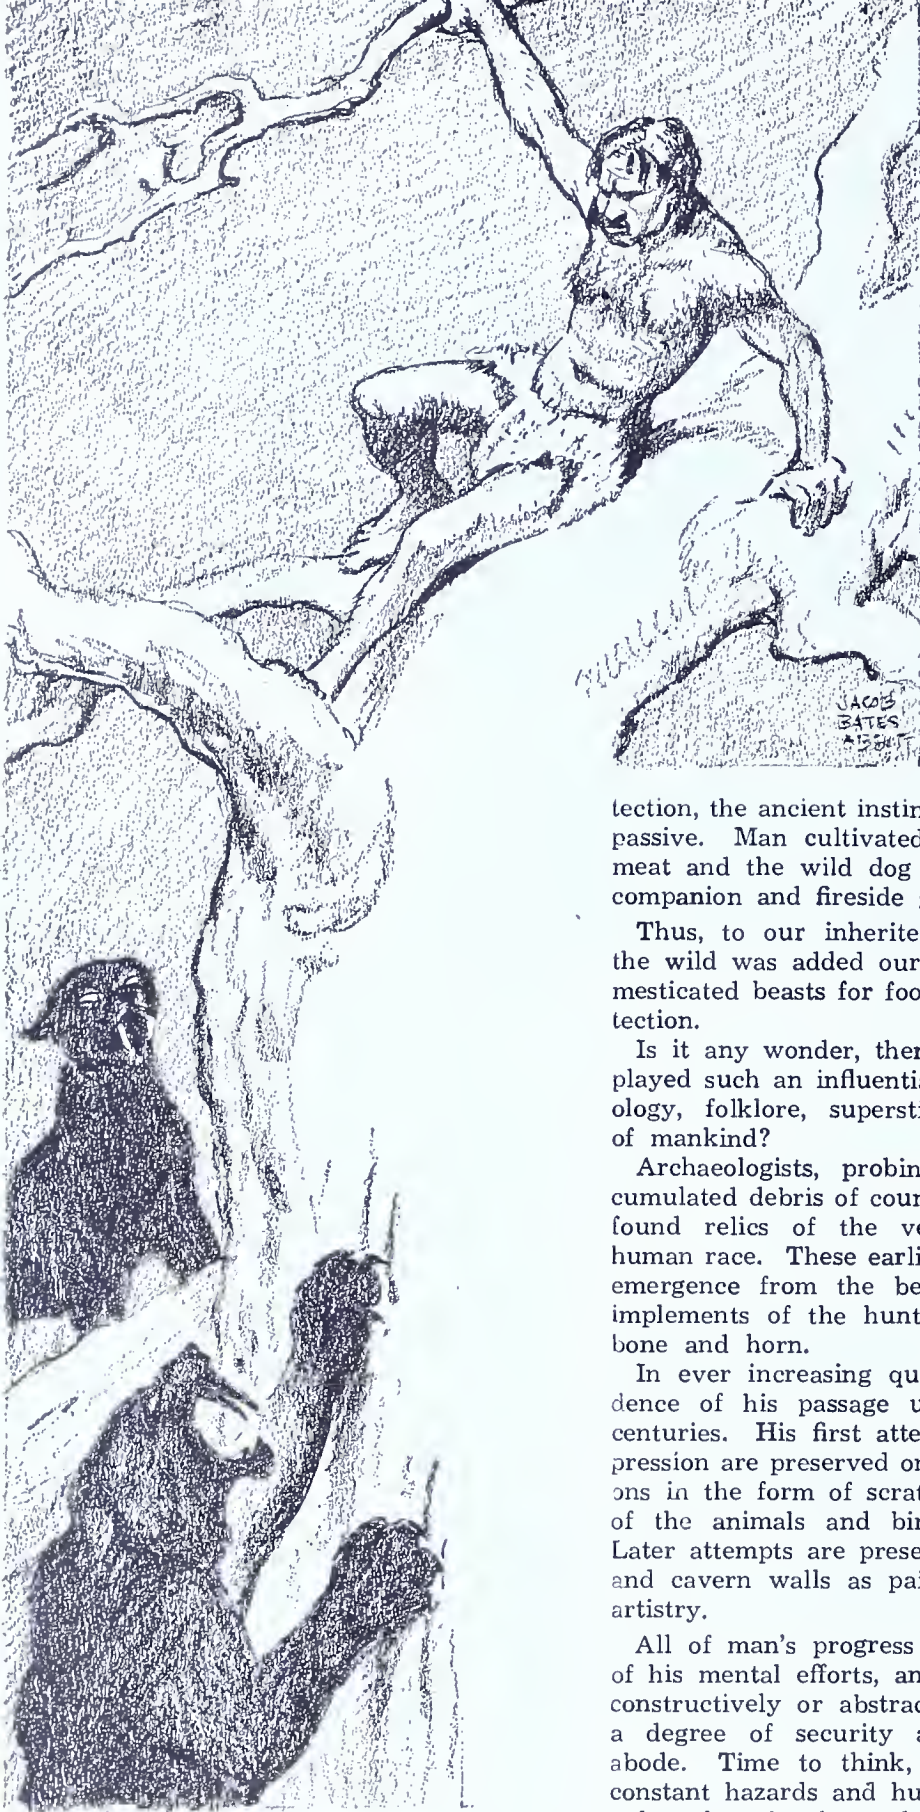 JACOB
BATES
ABBOTT
tection, the ancient instin
passive. Man cultivated
meat and the wild dog
companion and fireside
Thus, to our inherite
the wild was added our
mesticated beasts for foo
tection.
Is it any wonder, ther
played such an influenti
ology, folklore, supersti
of mankind?
Archaeologists, probin
cumulated debris of cour
found relics of the ve
human race. These earli
emergence from the be
implements of the hunt
bone and horn.
In ever increasing qu
dence of his passage u
centuries. His first atte
pression are preserved or
ons in the form of scrat
of the animals and bir
Later attempts are prese
and cavern walls as pai
artistry.
All of man's progress
of his mental efforts, an
constructively or abstrac
a degree of security a
abode. Time to think,
constant hazards and hu